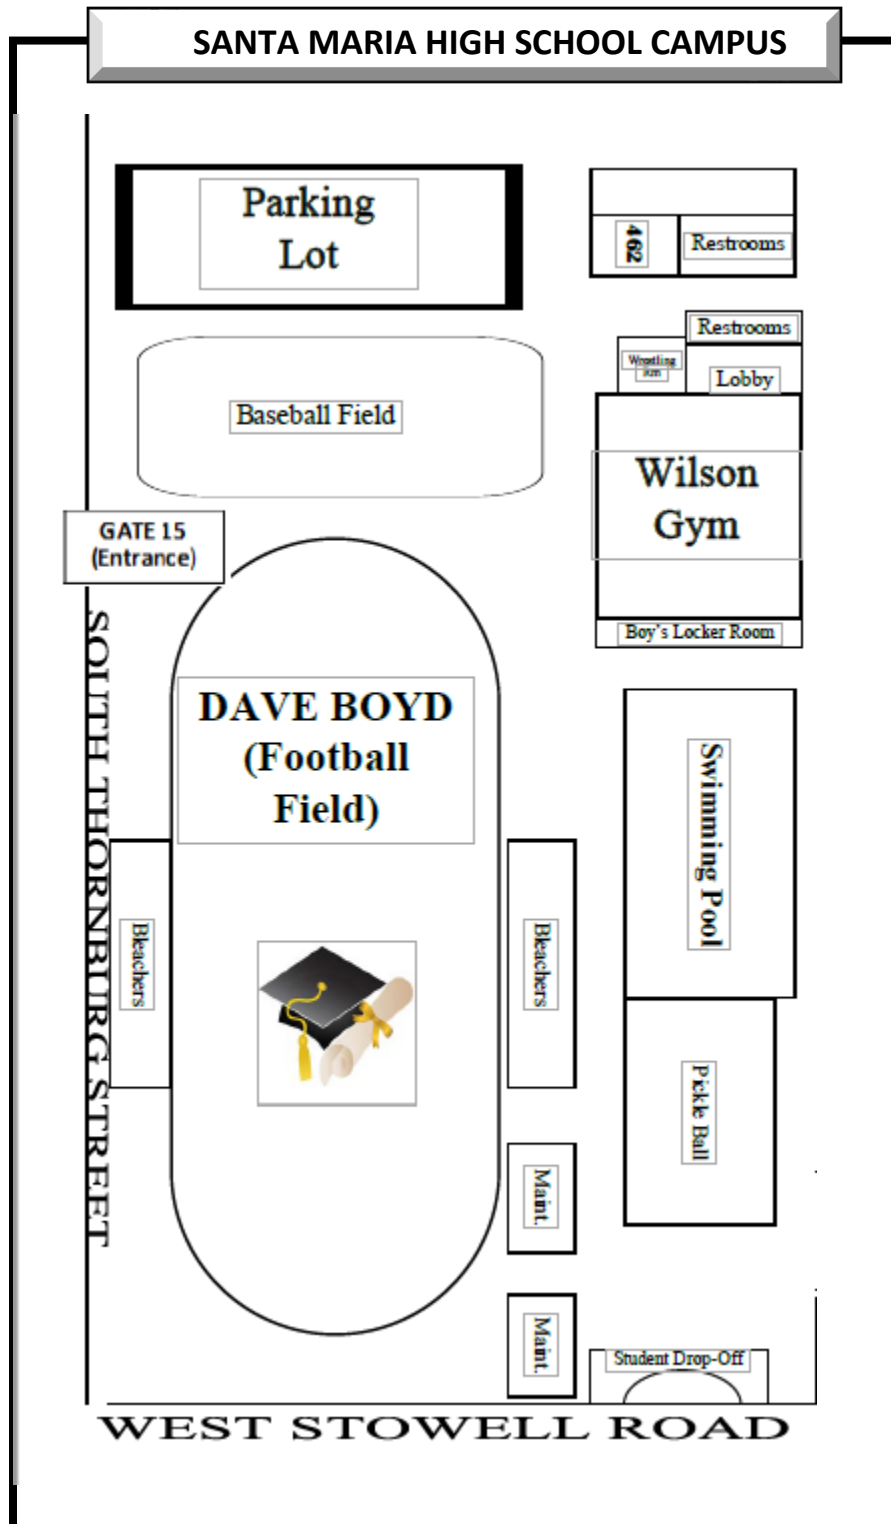 SANTA MARIA HIGH SCHOOL CAMPUS
Parking
Lot
462
Restrooms
Restrooms
Wrestling
Rm
Lobby
Baseball Field
Wilson
Gym
GATE 15
(Entrance)
Boy's Locker Room
SOUTH THORNBURG STREET
DAVE BOYD
(Football
Field)
Swimming Pool
Bleachers
Bleachers
Pickle Ball
Maint.
Maint.
Student Drop-Off
WEST STOWELL ROAD